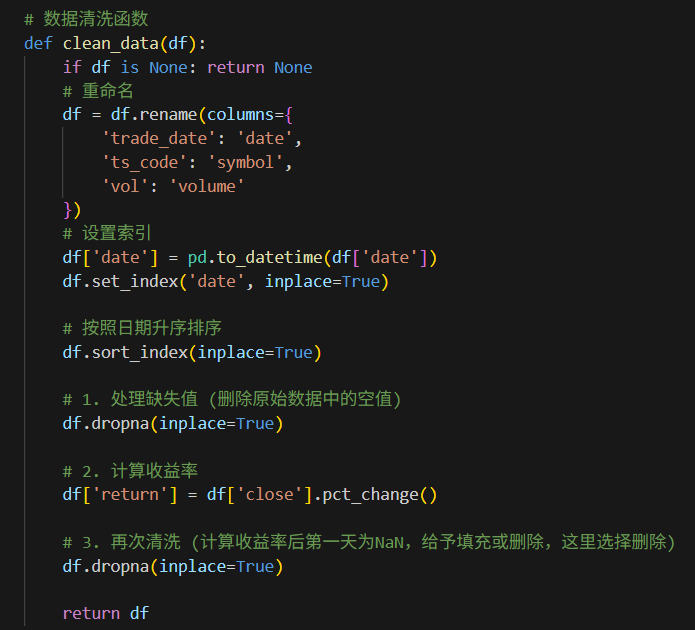 # 数据清洗函数
def clean_data(df):
    if df is None: return None
    # 重命名
    df = df.rename(columns={
        'trade_date': 'date',
        'ts_code': 'symbol',
        'vol': 'volume'
    })
    # 设置索引
    df['date'] = pd.to_datetime(df['date'])
    df.set_index('date', inplace=True)

    # 按照日期升序排序
    df.sort_index(inplace=True)

    # 1. 处理缺失值 (删除原始数据中的空值)
    df.dropna(inplace=True)

    # 2. 计算收益率
    df['return'] = df['close'].pct_change()

    # 3. 再次清洗 (计算收益率后第一天为NaN, 给予填充或删除, 这里选择删除)
    df.dropna(inplace=True)

    return df